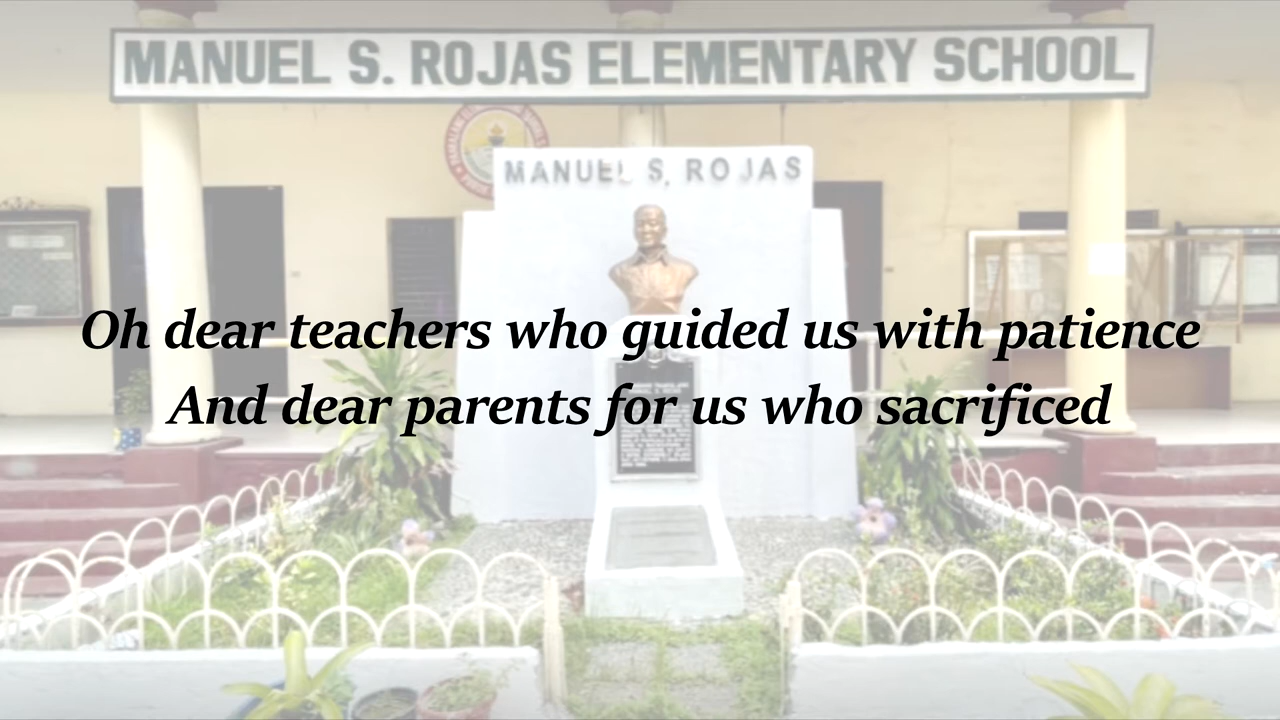 MANUEL S. ROJAS ELEMENTARY SCHOOL
MANUEL S. ROJAS
Oh dear teachers who guided us with patience
And dear parents for us who sacrificed